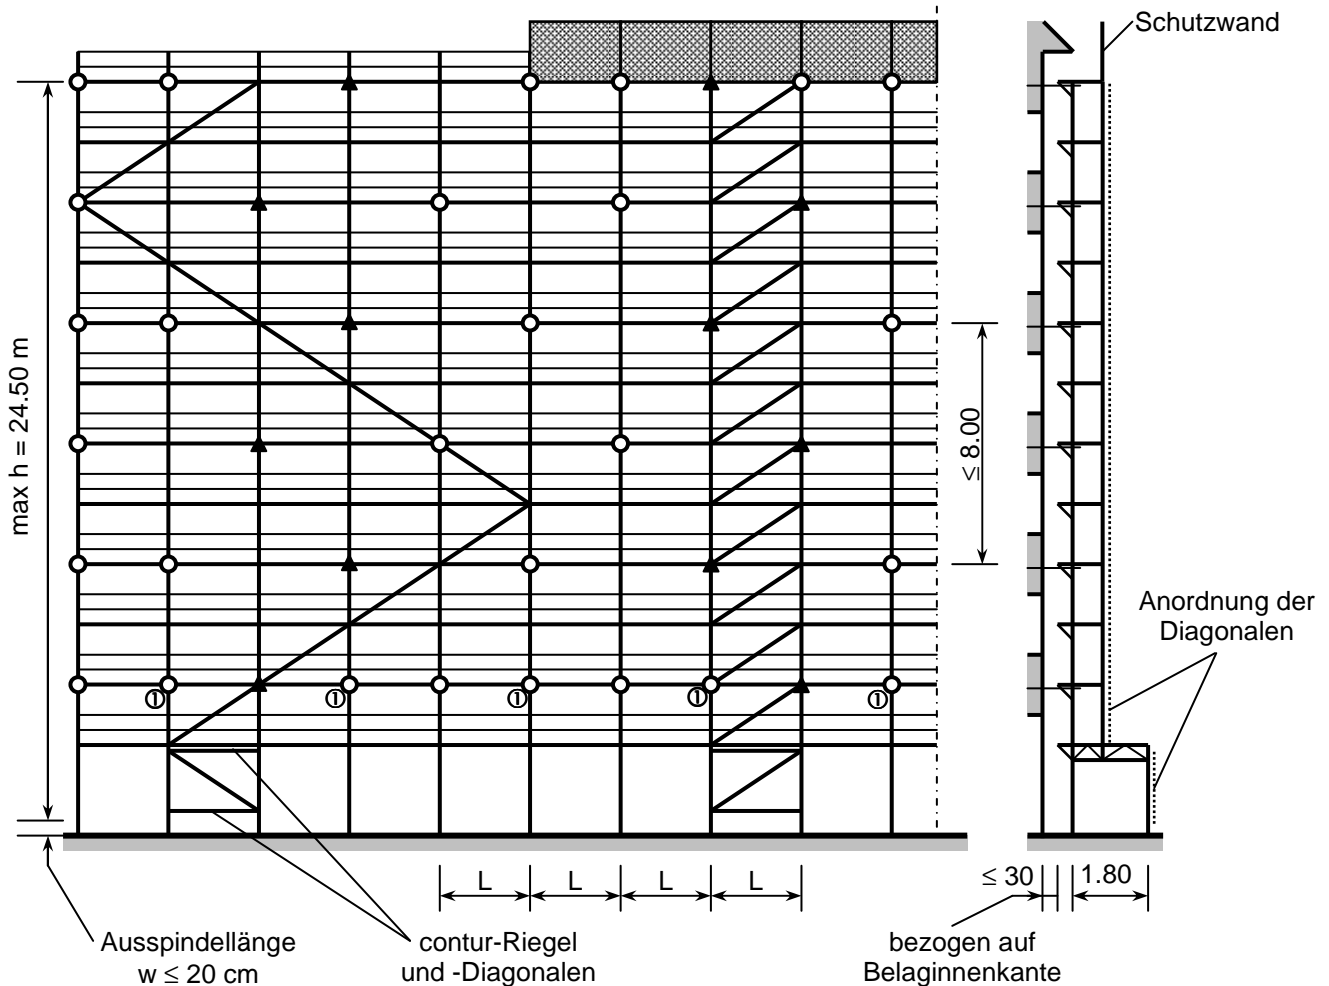 Schutzwand
max h = 24.50 m
≤ 8.00
Anordnung der
Diagonalen
① ① ① ① ①
L L L L
≤ 30 1.80
Ausspindellänge
w ≤ 20 cm
contur-Riegel
und -Diagonalen
bezogen auf
Belaginnenkante